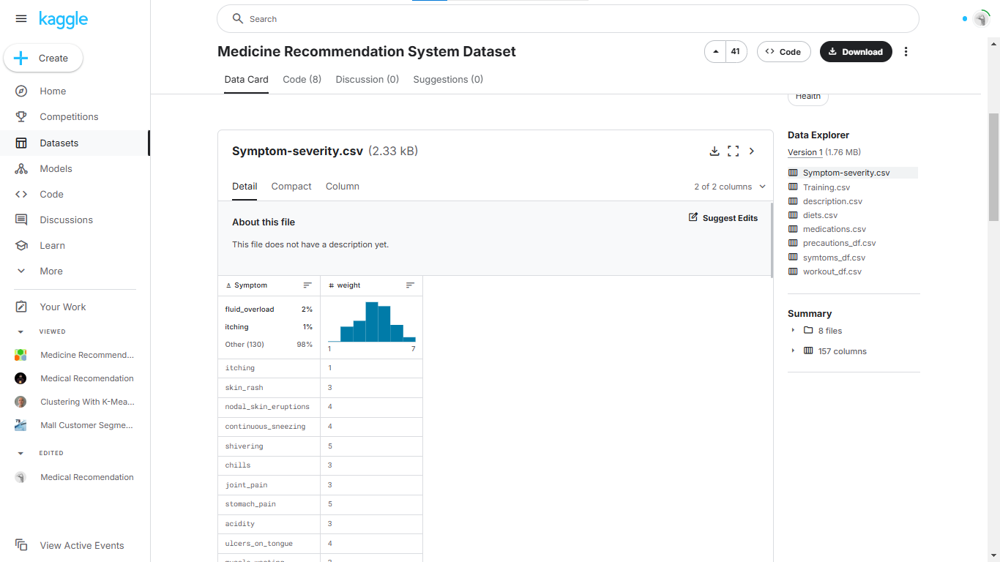 kaggle
Search
Create
Home
Competitions
Datasets
Models
Code
Discussions
Learn
More
Your Work
VIEWED
Medicine Recommend...
Medical Recomendation
Clustering With K-Mea...
Mall Customer Segme...
EDITED
Medical Recomendation
View Active Events
Medicine Recommendation System Dataset
41
Code
Download
Data Card Code (8) Discussion (0) Suggestions (0)
Health
Symptom-severity.csv (2.33 kB)
Detail Compact Column
2 of 2 columns
About this file
Suggest Edits
This file does not have a description yet.
A Symptom # weight
fluid_overload 2%
itching 1%
Other (130) 98%
1 7
itching 1
skin_rash 3
nodal_skin_eruptions 4
continuous_sneezing 4
shivering 5
chills 3
joint_pain 3
stomach_pain 5
acidity 3
ulcers_on_tongue 4
Data Explorer
Version 1 (1.76 MB)
Symptom-severity.csv
Training.csv
description.csv
diets.csv
medications.csv
precautions_df.csv
symtoms_df.csv
workout_df.csv
Summary
8 files
157 columns